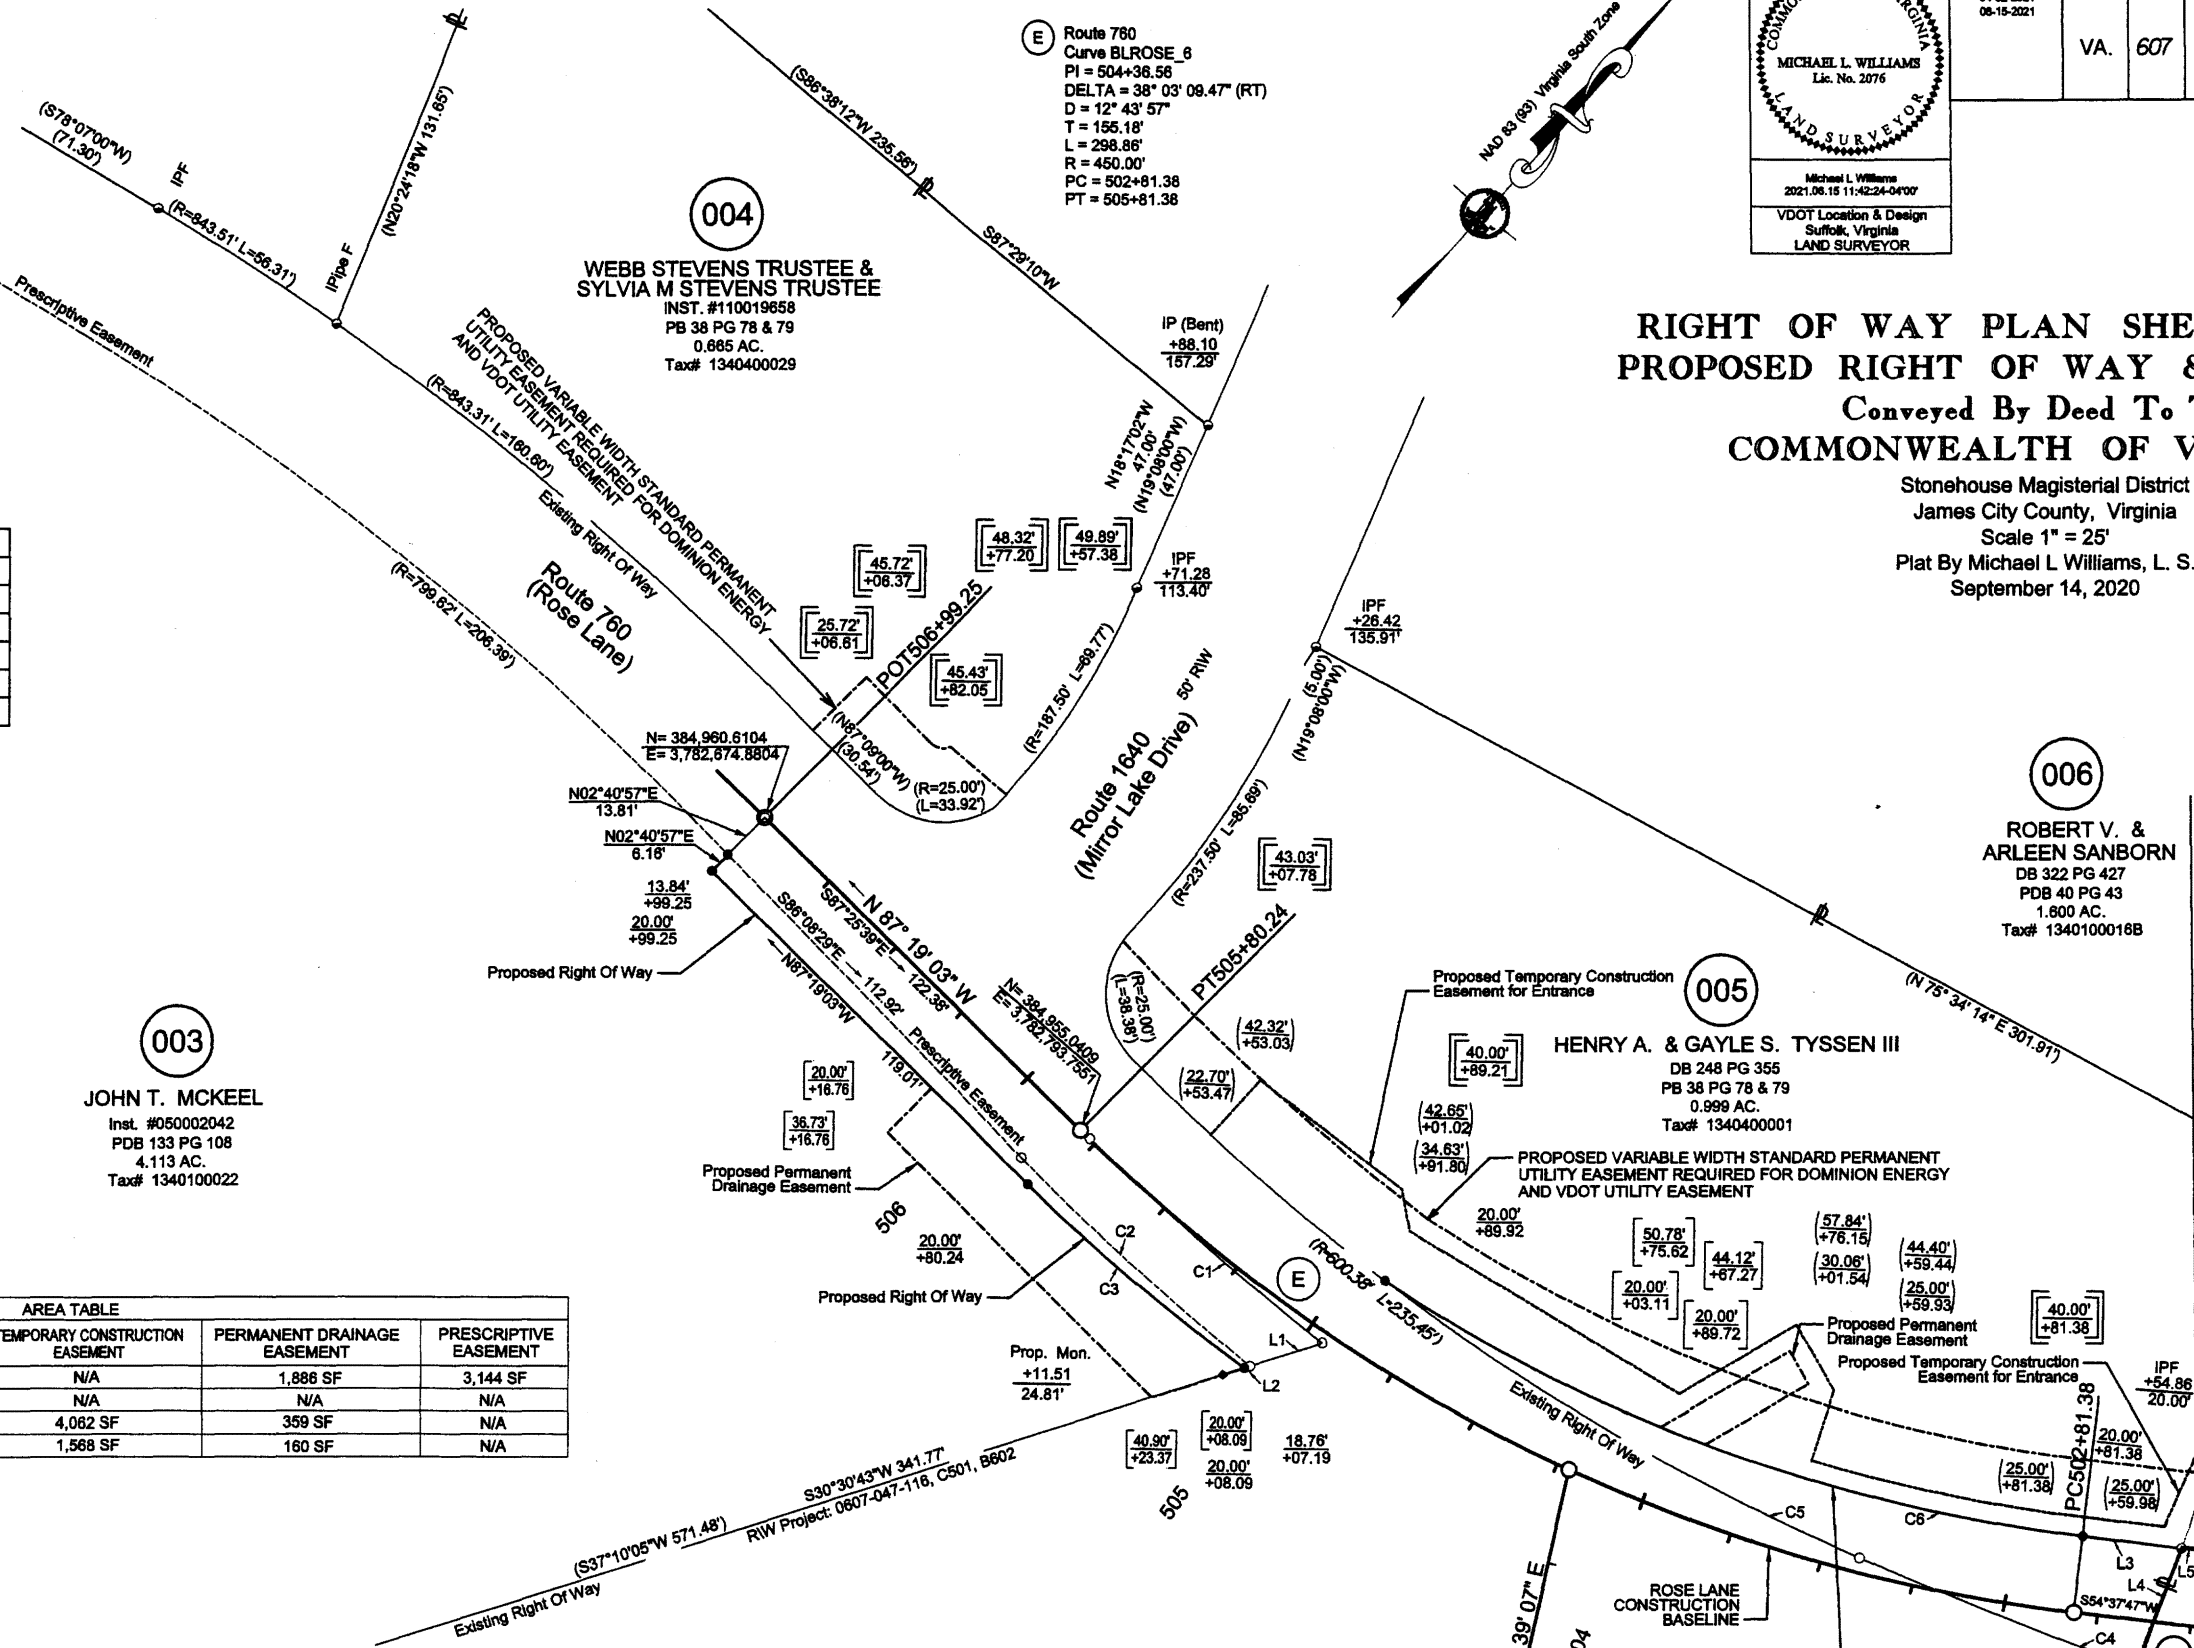 E
Route 760
Curve BLROSE_6
PI = 504+36.56
DELTA = 38° 03' 09.47" (RT)
D = 12° 43' 57"
T = 155.18'
L = 298.86'
R = 450.00'
PC = 502+81.38
PT = 505+81.38
NAD 83 (93) Virginia South Zone
08-15-2021
VA.
607
MICHAEL L. WILLIAMS
Lic. No. 2076
LAND SURVEYOR
Michael L Williams
2021.06.15 11:42:24-04'00'
VDOT Location & Design
Suffolk, Virginia
LAND SURVEYOR
RIGHT OF WAY PLAN SHE
PROPOSED RIGHT OF WAY &
Conveyed By Deed To
COMMONWEALTH OF V
Stonehouse Magisterial District
James City County, Virginia
Scale 1" = 25'
Plat By Michael L Williams, L. S.
September 14, 2020
(S78°07'00"W)
(71.30')
IPF
(R=843.51' L=56.31')
IPipe F
(N20°24'18"W 131.65')
(S86°38'12"W 235.56')
S87°29'10"W
Prescriptive Easement
004
WEBB STEVENS TRUSTEE &
SYLVIA M STEVENS TRUSTEE
INST. #110019658
PB 38 PG 78 & 79
0.665 AC.
Tax# 1340400029
PROPOSED VARIABLE WIDTH STANDARD PERMANENT
UTILITY EASEMENT REQUIRED FOR DOMINION ENERGY
AND VDOT UTILITY EASEMENT
(R=843.31' L=160.60')
Existing Right Of Way
Route 760
(Rose Lane)
(R=799.62' L=206.39')
IP (Bent)
+88.10
157.29'
N18°17'02"W
47.00'
(N19°08'00"W)
(47.00')
45.72'
+06.37
48.32'
+77.20
49.89'
+57.38
25.72'
+06.61
45.43'
+82.05
POT506+99.25
IPF
+71.28
113.40'
(R=187.50' L=69.77')
IPF
+26.42
135.91'
(5.00')
(N19°08'00"W)
50' R/W
Route 1640
(Mirror Lake Drive)
(R=237.50' L=85.69')
N= 384,960.6104
E= 3,782,674.8804
(N87°09'00"W)
(30.54')
(R=25.00')
(L=33.92')
N02°40'57"E
13.81'
N02°40'57"E
6.16'
13.84'
+99.25
20.00'
+99.25
Proposed Right Of Way
S86°08'29"E
112.92'
S87°25'39"E
122.38'
N 87° 19' 03" W
N87°19'03"W
119.01'
Prescriptive Easement
N= 384,955.0409
E= 3,782,793.7551
PT505+80.24
43.03'
+07.78
(R=25.00')
(L=38.38')
006
ROBERT V. &
ARLEEN SANBORN
DB 322 PG 427
PDB 40 PG 43
1.600 AC.
Tax# 1340100016B
(N 75° 34' 14" E 301.91')
Proposed Temporary Construction
Easement for Entrance
005
HENRY A. & GAYLE S. TYSSEN III
DB 248 PG 355
PB 38 PG 78 & 79
0.999 AC.
Tax# 1340400001
42.32'
+53.03
22.70'
+53.47
40.00'
+89.21
42.65'
+01.02
34.63'
+91.80
PROPOSED VARIABLE WIDTH STANDARD PERMANENT
UTILITY EASEMENT REQUIRED FOR DOMINION ENERGY
AND VDOT UTILITY EASEMENT
20.00'
+89.92
003
JOHN T. MCKEEL
Inst. #050002042
PDB 133 PG 108
4.113 AC.
Tax# 1340100022
20.00'
+16.76
36.73'
+16.76
Proposed Permanent
Drainage Easement
506
20.00'
+80.24
Proposed Right Of Way
C2
C3
C1
E
L1
L2
(R=600.38' L=235.45')
Prop. Mon.
+11.51
24.81'
50.78'
+75.62
44.12'
+67.27
20.00'
+03.11
20.00'
+89.72
57.84'
+76.15
30.06'
+01.54
44.40'
+59.44
25.00'
+59.93
40.00'
+81.38
Proposed Permanent
Drainage Easement
Proposed Temporary Construction
Easement for Entrance
IPF
+54.86
20.00'
PC502+81.38
20.00'
+81.38
25.00'
+81.38
25.00'
+59.98
Existing Right Of Way
C5
C6
L3
L4
L5
S54°37'47"W
C4
ROSE LANE
CONSTRUCTION
BASELINE
39' 07" E
04
40.90'
+23.37
20.00'
+08.09
20.00'
+08.09
18.76'
+07.19
505
S30°30'43"W 341.77'
R/W Project: 0607-047-116, C501, B602
(S37°10'05"W 571.48')
Existing Right Of Way
AREA TABLE
TEMPORARY CONSTRUCTION EASEMENT PERMANENT DRAINAGE EASEMENT PRESCRIPTIVE EASEMENT
N/A 1,886 SF 3,144 SF
N/A N/A N/A
4,062 SF 359 SF N/A
1,568 SF 160 SF N/A